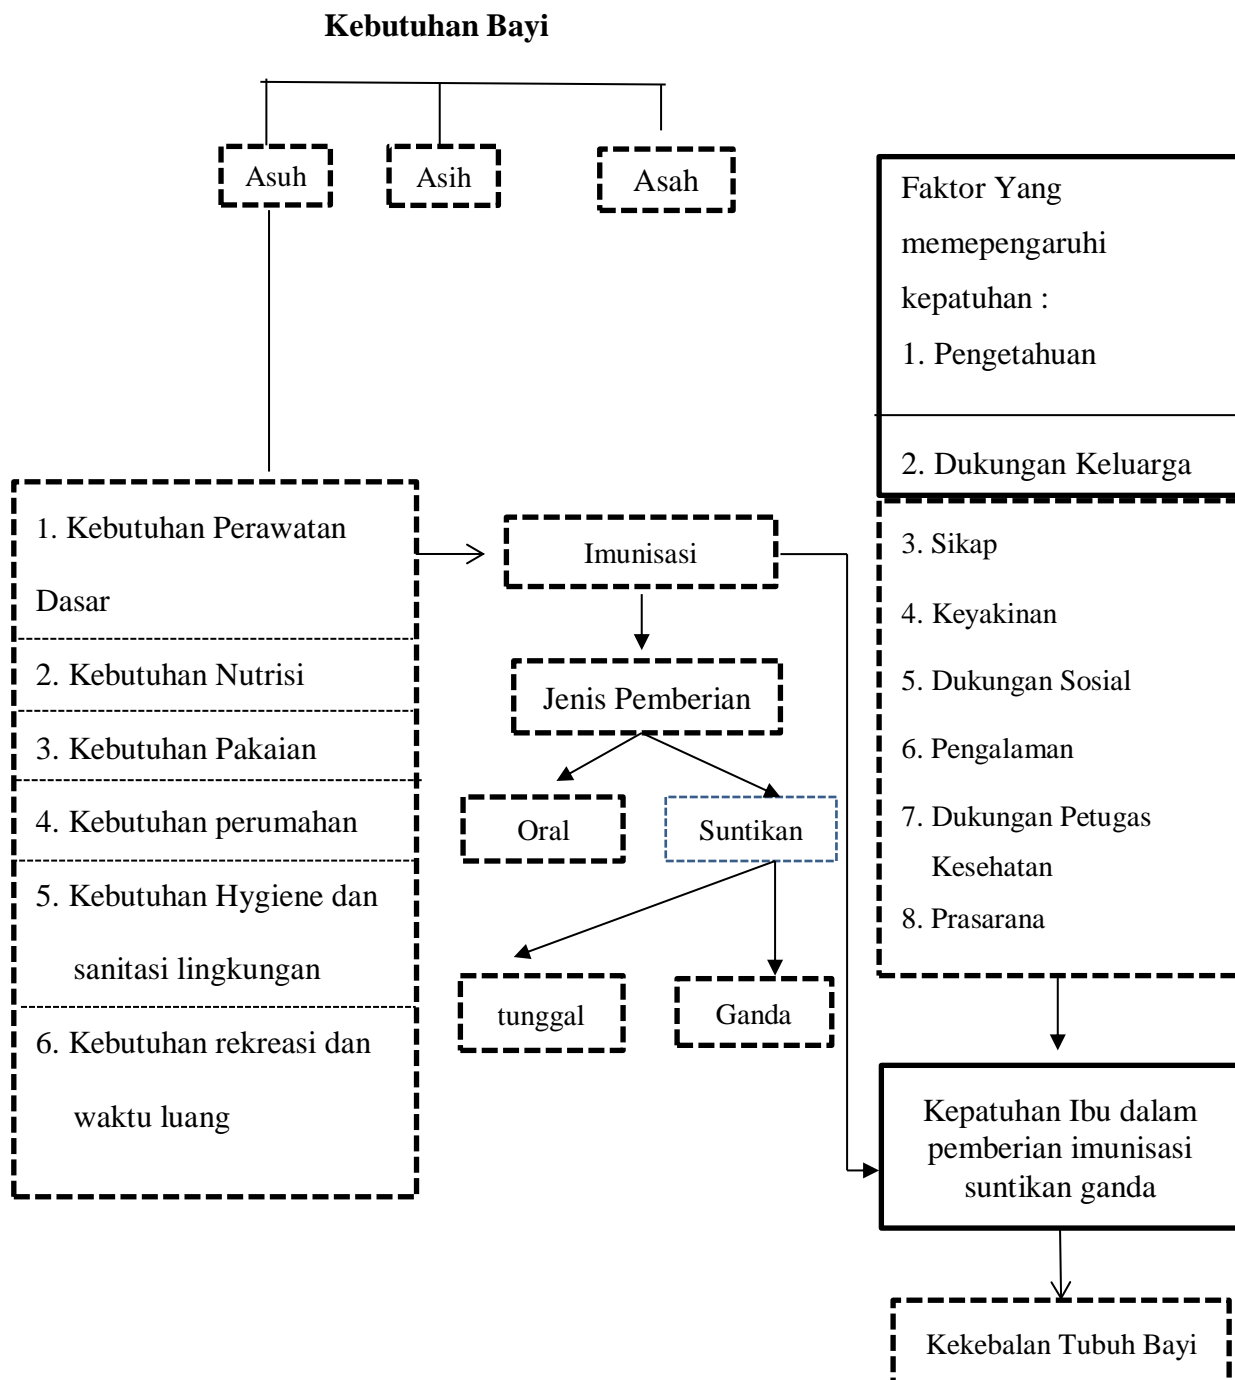 Kebutuhan Bayi
Asuh
Asih
Asah
1. Kebutuhan Perawatan
Dasar
2. Kebutuhan Nutrisi
3. Kebutuhan Pakaian
4. Kebutuhan perumahan
5. Kebutuhan Hygiene dan
sanitasi lingkungan
6. Kebutuhan rekreasi dan
waktu luang
Imunisasi
Jenis Pemberian
Oral
Suntikan
tunggal
Ganda
Faktor Yang
memepengaruhi
kepatuhan :
1. Pengetahuan
2. Dukungan Keluarga
3. Sikap
4. Keyakinan
5. Dukungan Sosial
6. Pengalaman
7. Dukungan Petugas
Kesehatan
8. Prasarana
Kepatuhan Ibu dalam
pemberian imunisasi
suntikan ganda
Kekebalan Tubuh Bayi